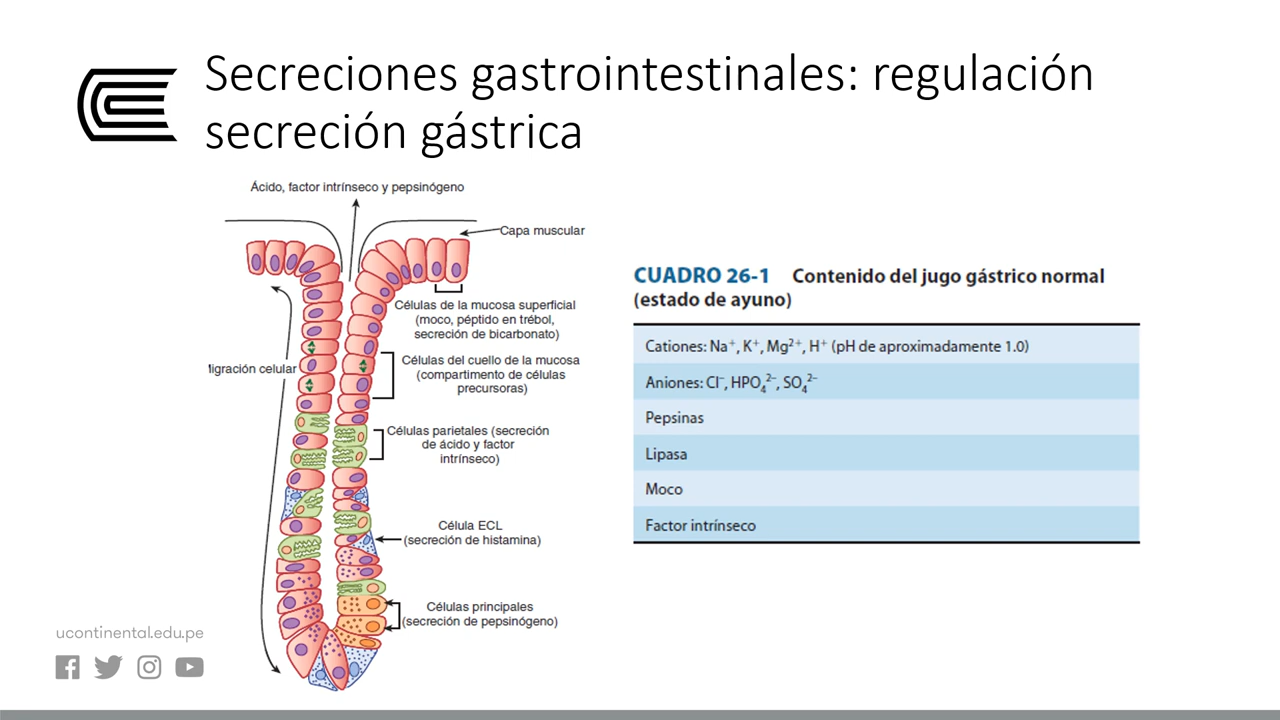 Secreciones gastrointestinales: regulación
secreción gástrica
Ácido, factor intrínseco y pepsinógeno
Capa muscular
Células de la mucosa superficial
(moco, péptido en trébol,
secreción de bicarbonato)
Células del cuello de la mucosa
(compartimento de células
precursoras)
ligración celular
Células parietales (secreción
de ácido y factor
intrínseco)
Célula ECL
(secreción de histamina)
Células principales
(secreción de pepsinógeno)
CUADRO 26-1 Contenido del jugo gástrico normal
(estado de ayuno)
Cationes: Na⁺, K⁺, Mg²⁺, H⁺ (pH de aproximadamente 1.0)
Aniones: Cl⁻, HPO₄²⁻, SO₄²⁻
Pepsinas
Lipasa
Moco
Factor intrínseco
ucontinental.edu.pe